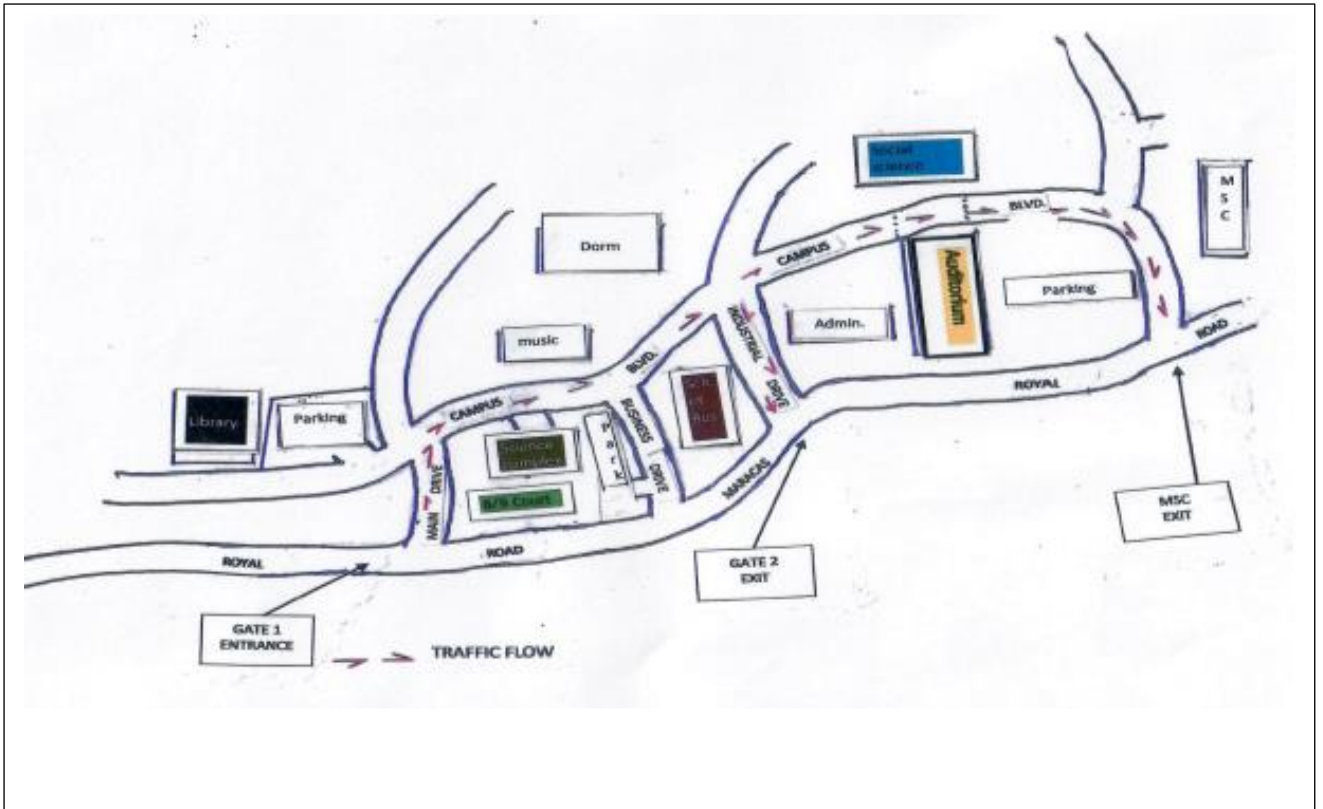 Social
science
M
S
C
BLVD.
Dorm
CAMPUS
Auditorium
Parking
INDUSTRIAL
DRIVE
Admin.
music
BLVD.
ROAD
ROYAL
Library
Parking
CAMPUS
BUSINESS
DRIVE
Science
MAIN DRIVE
B/B Court
MARACAS
ROYAL
ROAD
MSC
EXIT
GATE 2
EXIT
GATE 1
ENTRANCE
TRAFFIC FLOW